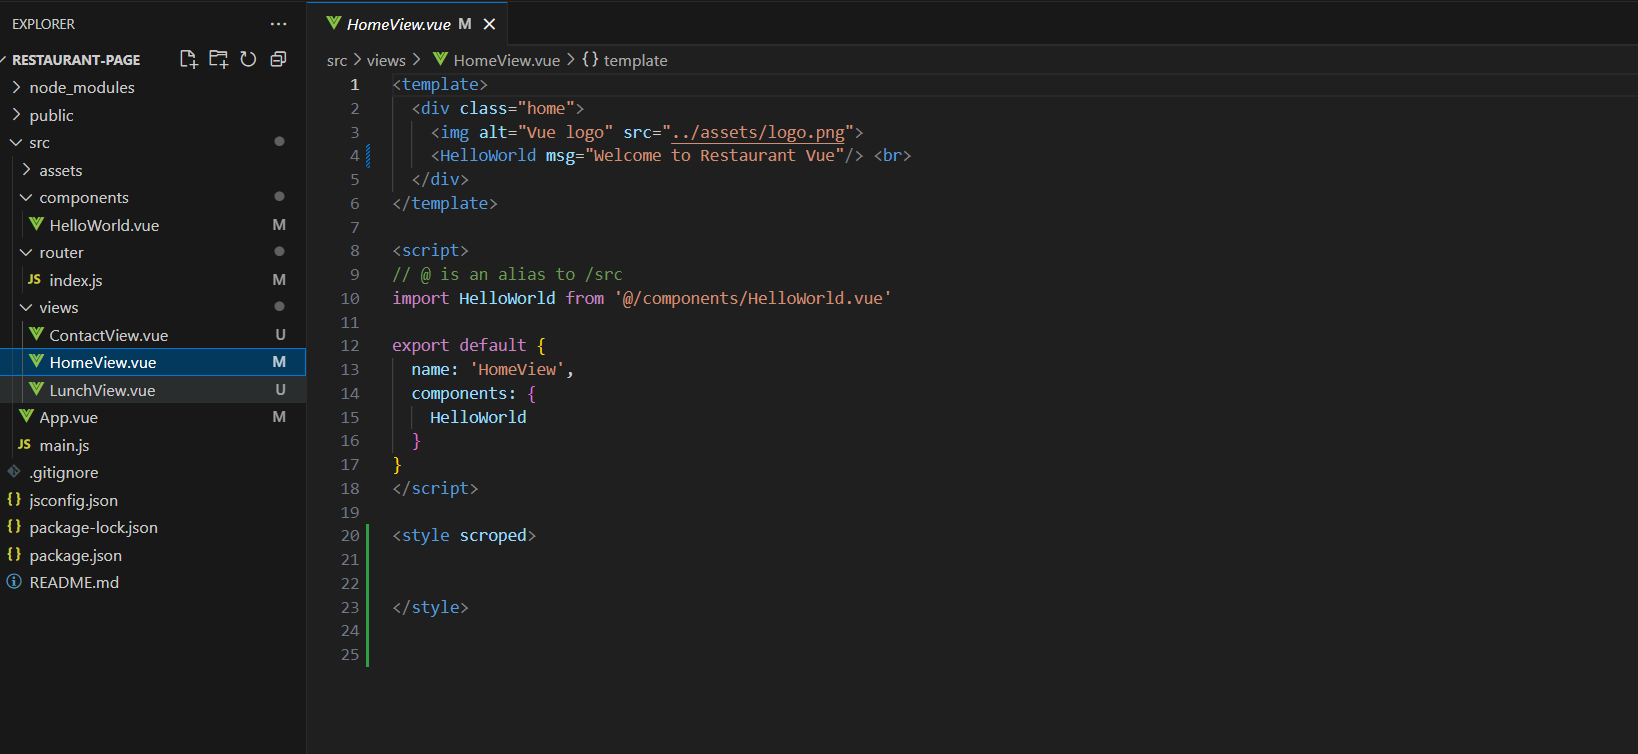 EXPLORER
RESTAURANT-PAGE
node_modules
public
src
assets
components
HelloWorld.vue M
router
JS index.js M
views
ContactView.vue U
HomeView.vue M
LunchView.vue U
App.vue M
JS main.js
.gitignore
{} jsconfig.json
{} package-lock.json
{} package.json
README.md
HomeView.vue M
src > views > HomeView.vue > {} template
1 <template>
2 <div class="home">
3 <img alt="Vue logo" src="../assets/logo.png">
4 <HelloWorld msg="Welcome to Restaurant Vue"/> <br>
5 </div>
6 </template>
7
8 <script>
9 // @ is an alias to /src
10 import HelloWorld from '@/components/HelloWorld.vue'
11
12 export default {
13 name: 'HomeView',
14 components: {
15 HelloWorld
16 }
17 }
18 </script>
19
20 <style scroped>
21
22
23 </style>
24
25